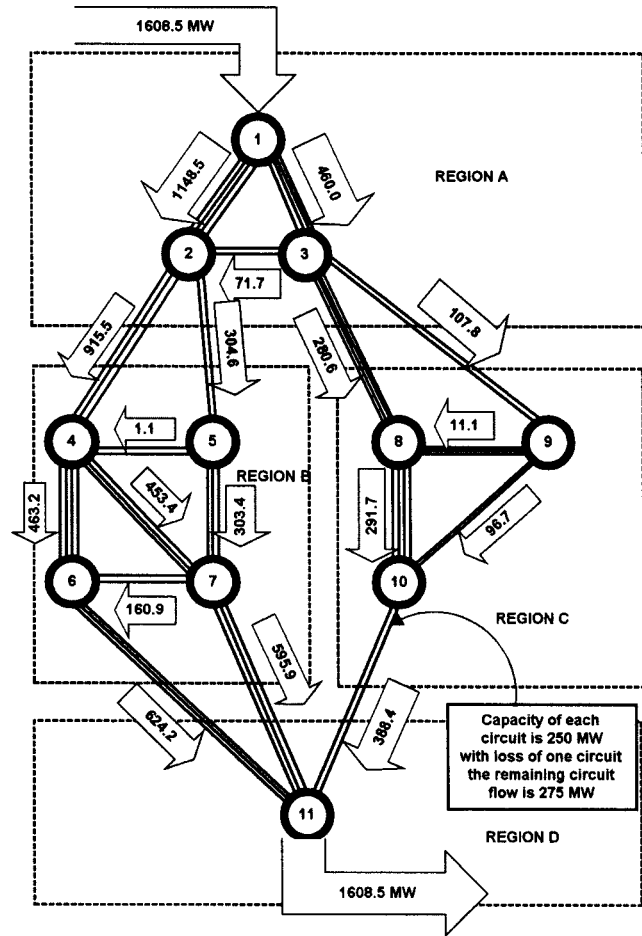 1608.5 MW
1
1148.5
460.0
REGION A
2
3
71.7
107.8
915.5
304.6
280.6
4
1.1
5
8
11.1
9
REGION B
463.2
453.4
303.4
291.7
96.7
6
7
10
160.9
REGION C
595.9
624.2
388.4
Capacity of each
circuit is 250 MW
with loss of one circuit
the remaining circuit
flow is 275 MW
11
REGION D
1608.5 MW